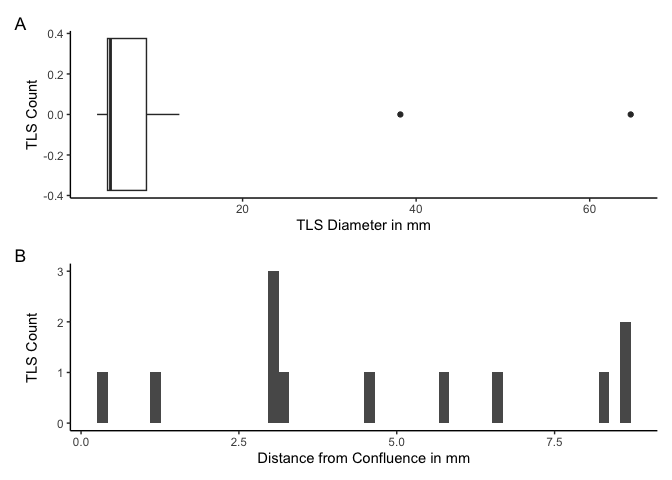 A
0.4
0.2
0.0
-0.2
-0.4
TLS Count
20 40 60
TLS Diameter in mm
B
3
2
1
0
TLS Count
0.0 2.5 5.0 7.5
Distance from Confluence in mm